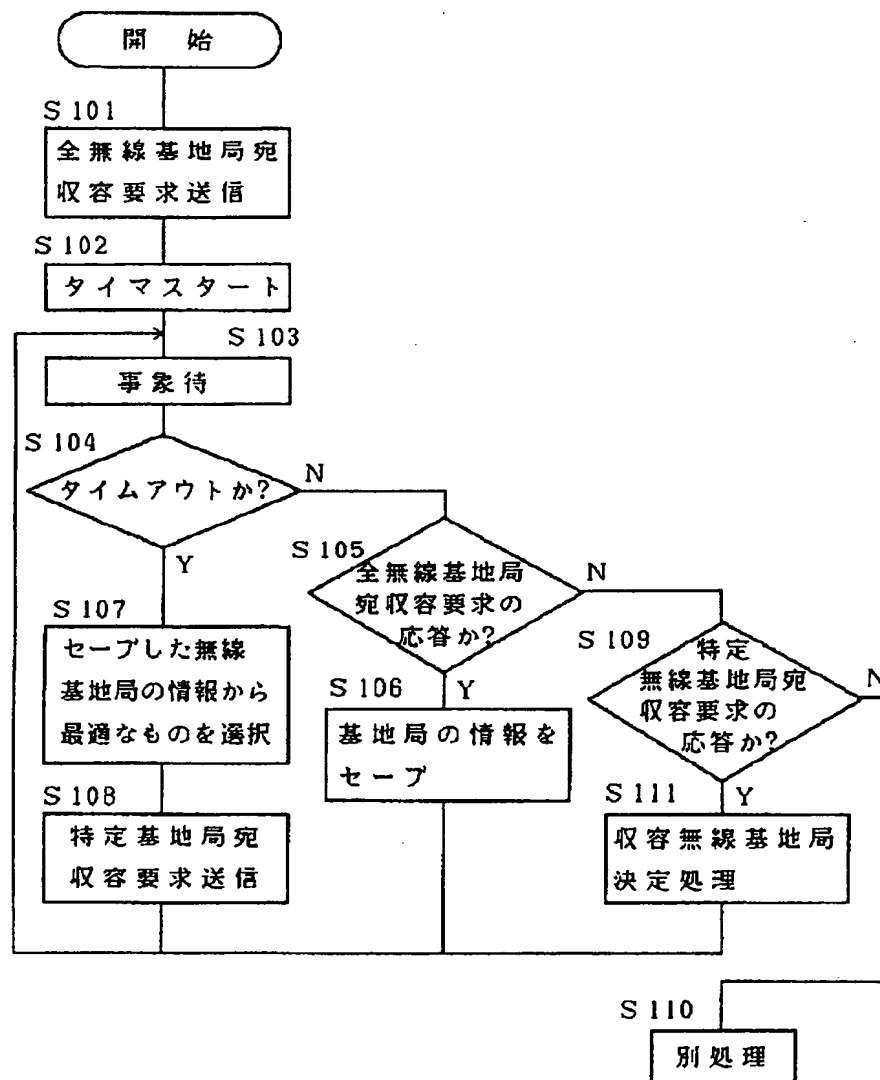 開始
S101
全無線基地局宛
収容要求送信
S102
タイマスタート
S103
事象待
S104
タイムアウトか?
N
Y
S105
全無線基地局
宛収容要求の
応答か?
N
Y
S106
基地局の情報を
セーブ
S107
セーブした無線
基地局の情報から
最適なものを選択
S108
特定基地局宛
収容要求送信
S109
特定
無線基地局宛
収容要求の
応答か?
N
Y
S111
収容無線基地局
決定処理
S110
別処理